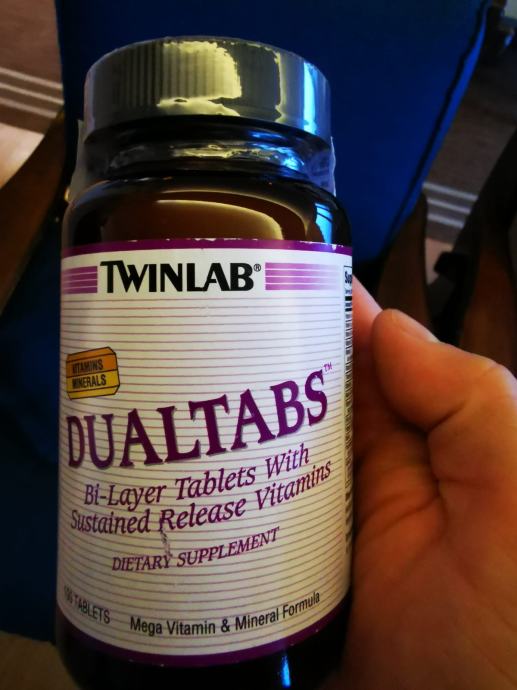 TWINLAB®
VITAMINS
MINERALS
DUALTABS™
Bi-Layer Tablets With
Sustained Release Vitamins
DIETARY SUPPLEMENT
100 TABLETS
Mega Vitamin & Mineral Formula